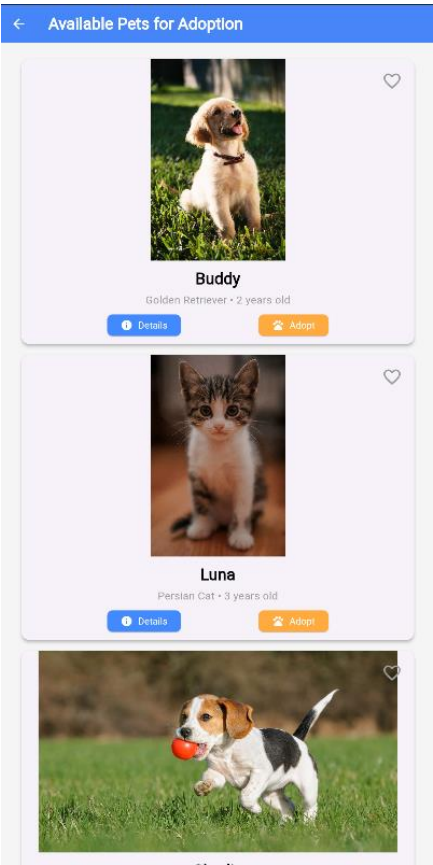 Available Pets for Adoption
Buddy
Golden Retriever • 2 years old
Details
Adopt
Luna
Persian Cat • 3 years old
Details
Adopt